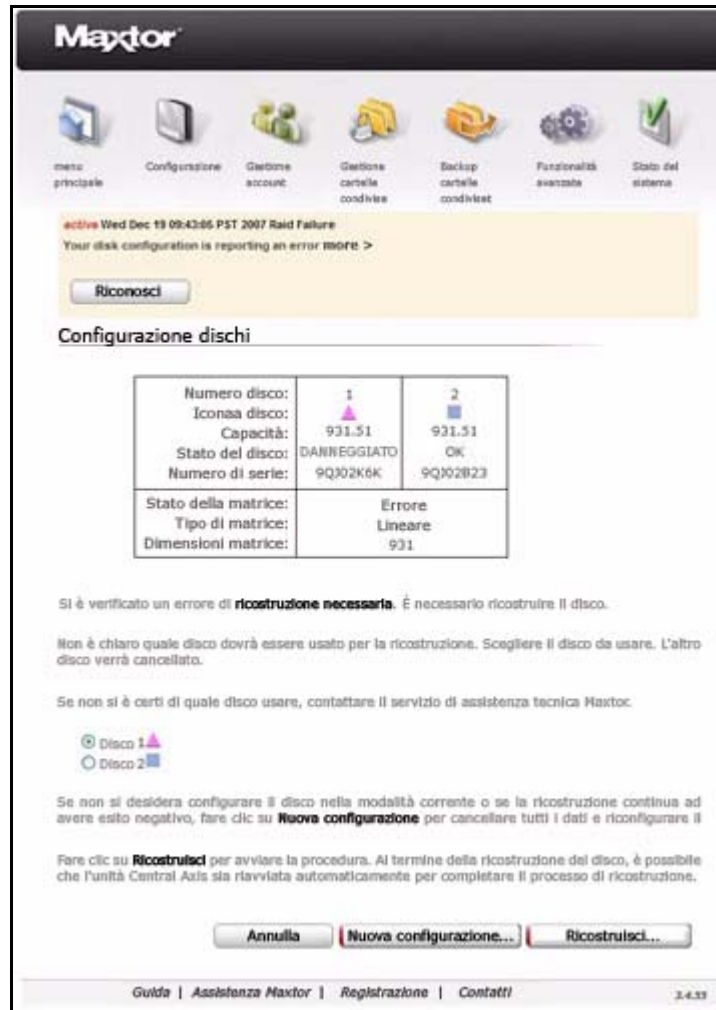 Maxtor
menu principale
Configurazione
Gestione account
Gestione cartelle condivise
Backup cartelle condiviset
Funzionalità avanzate
Stato del sistema
active Wed Dec 19 09:43:05 PST 2007 Raid Failure
Your disk configuration is reporting an error more >
Riconosci
Configurazione dischi
Numero disco: 1 2
Iconaa disco:
Capacità: 931.51 931.51
Stato del disco: DANNEGGIATO OK
Numero di serie: 9QJ02K6K 9QJ02B23
Stato della matrice: Errore
Tipo di matrice: Lineare
Dimensioni matrice: 931
Si è verificato un errore di ricostruzione necessaria. È necessario ricostruire il disco.
Non è chiaro quale disco dovrà essere usato per la ricostruzione. Scegliere il disco da usare. L'altro
disco verrà cancellato.
Se non si è certi di quale disco usare, contattare il servizio di assistenza tecnica Maxtor.
Disco 1
Disco 2
Se non si desidera configurare il disco nella modalità corrente o se la ricostruzione continua ad
avere esito negativo, fare clic su Nuova configurazione per cancellare tutti i dati e riconfigurare il
Fare clic su Ricostruisci per avviare la procedura. Al termine della ricostruzione del disco, è possibile
che l'unità Central Axis sia riavviata automaticamente per completare il processo di ricostruzione.
Annulla
Nuova configurazione...
Ricostruisci...
Guida | Assistenza Maxtor | Registrazione | Contatti
3.4.55